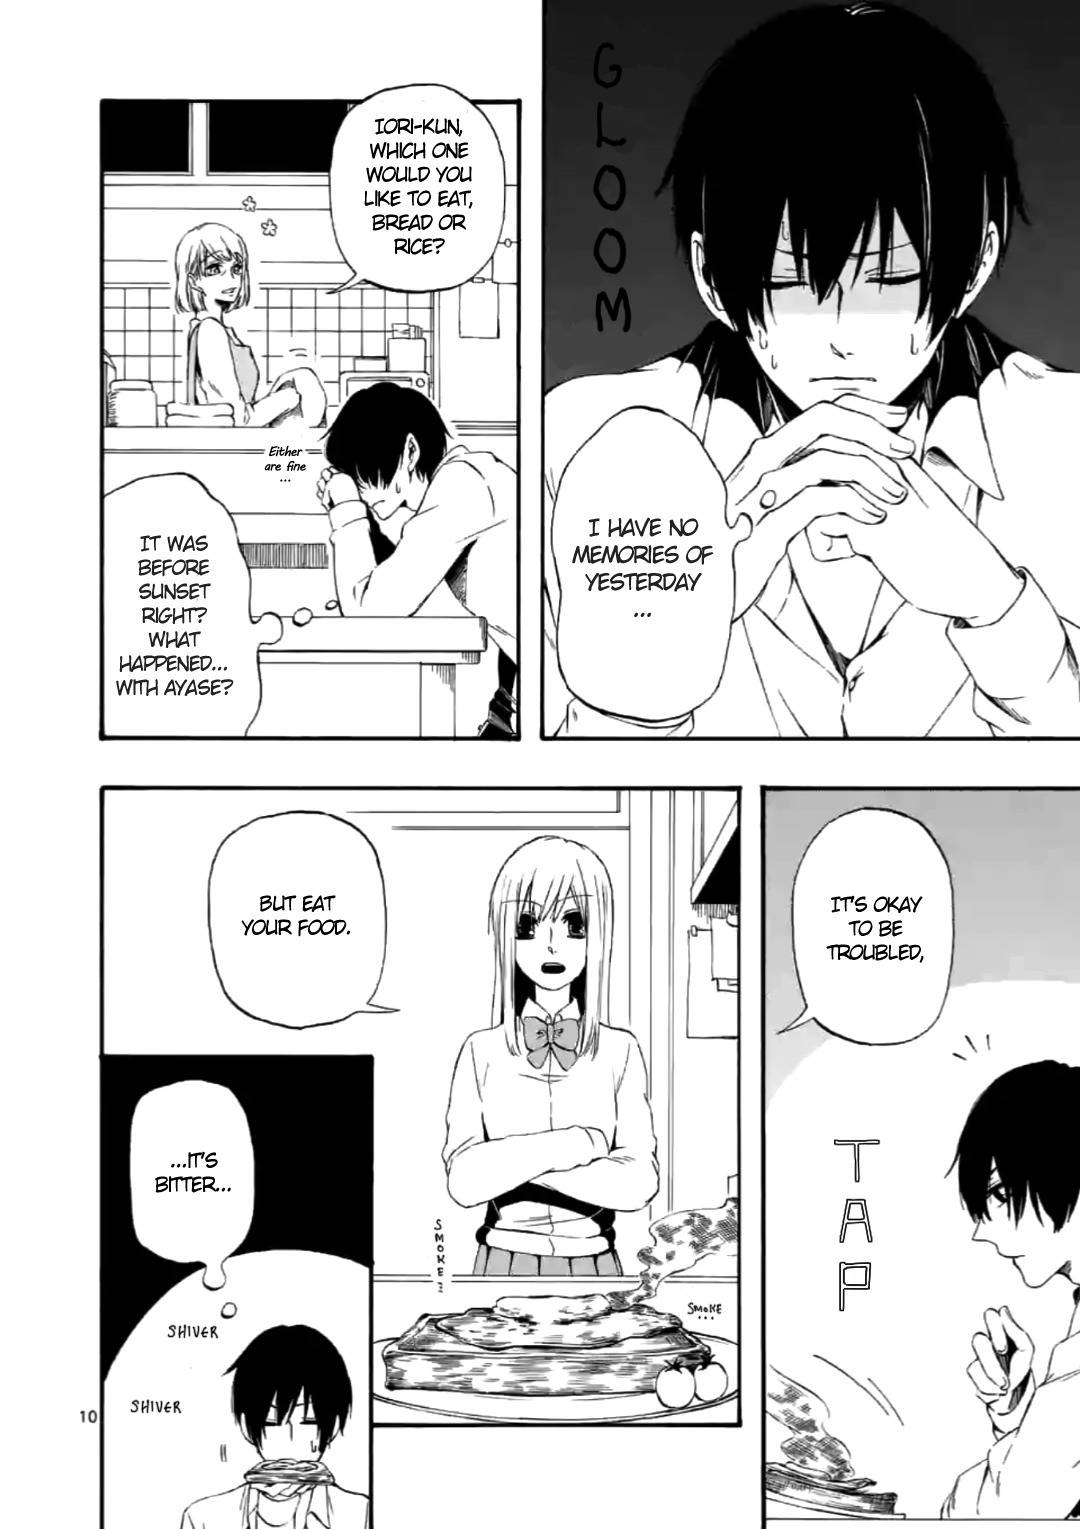 GLOOM
I HAVE NO
MEMORIES OF
YESTERDAY
...
IORI-KUN,
WHICH ONE
WOULD YOU
LIKE TO EAT,
BREAD OR
RICE?
Either
are fine
...
IT WAS
BEFORE
SUNSET
RIGHT?
WHAT
HAPPENED...
WITH AYASE?
IT'S OKAY
TO BE
TROUBLED,
TAP
BUT EAT
YOUR FOOD.
SMOKE~
SMOKE
...
...IT'S
BITTER...
SHIVER
SHIVER
10